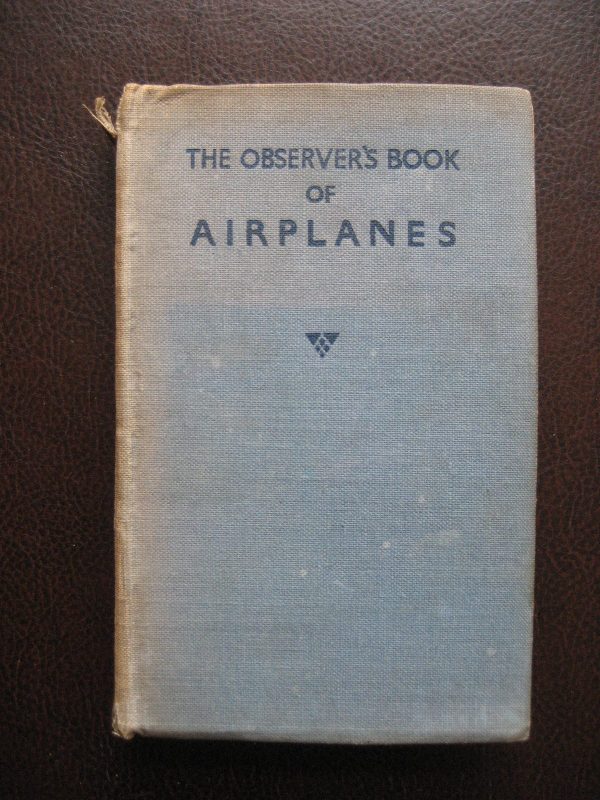 THE OBSERVER'S BOOK
OF
AIRPLANES